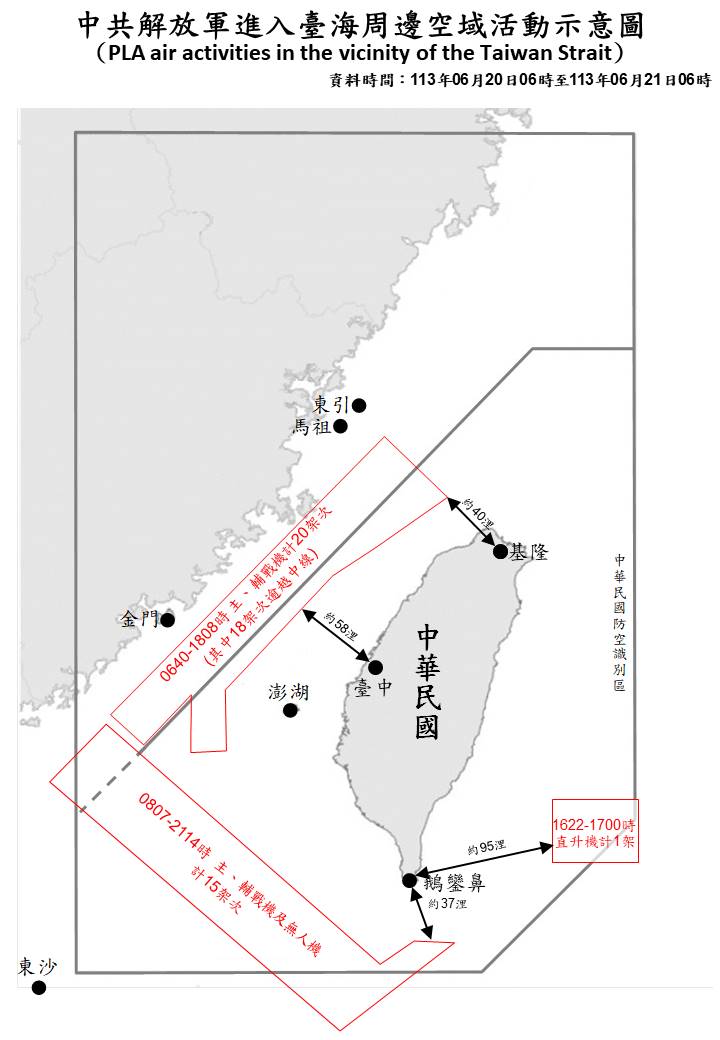 中共解放軍進入臺海周邊空域活動示意圖
（PLA air activities in the vicinity of the Taiwan Strait）
資料時間：113年06月20日06時至113年06月21日06時
東引
馬祖
約40浬
基隆
0640-1808時 主、輔戰機計20架次
(其中18架次逾越中線)
中華民國防空識別區
金門
約58浬
中華民國
臺中
澎湖
0807-2114時 主、輔戰機及無人機
計15架次
1622-1700時
直升機計1架
約95浬
鵝鑾鼻
約37浬
東沙